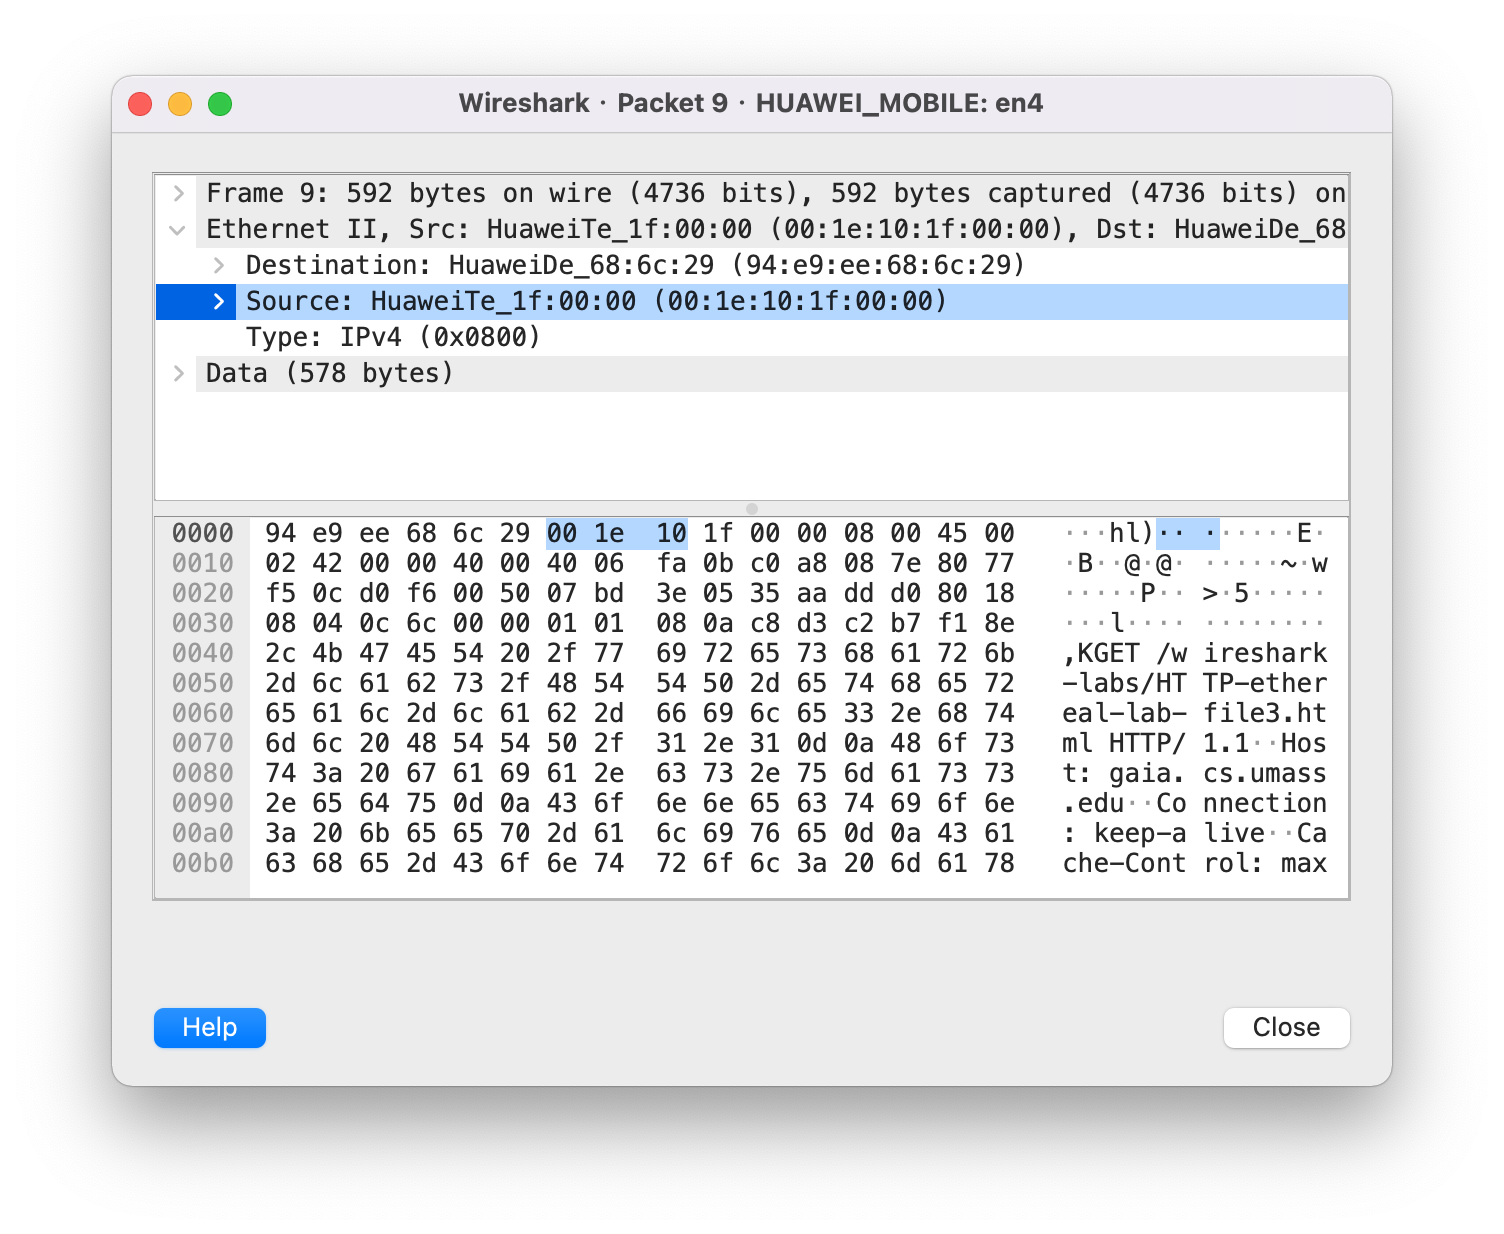 Wireshark · Packet 9 · HUAWEI_MOBILE: en4
Frame 9: 592 bytes on wire (4736 bits), 592 bytes captured (4736 bits) on
Ethernet II, Src: HuaweiTe_1f:00:00 (00:1e:10:1f:00:00), Dst: HuaweiDe_68
Destination: HuaweiDe_68:6c:29 (94:e9:ee:68:6c:29)
Source: HuaweiTe_1f:00:00 (00:1e:10:1f:00:00)
Type: IPv4 (0x0800)
Data (578 bytes)
0000 94 e9 ee 68 6c 29 00 1e 10 1f 00 00 08 00 45 00 ···hl)·· ······E·
0010 02 42 00 00 40 00 40 06 fa 0b c0 a8 08 7e 80 77 ·B··@·@· ·····~·w
0020 f5 0c d0 f6 00 50 07 bd 3e 05 35 aa dd d0 80 18 ·····P·· >·5·····
0030 08 04 0c 6c 00 00 01 01 08 0a c8 d3 c2 b7 f1 8e ···l···· ········
0040 2c 4b 47 45 54 20 2f 77 69 72 65 73 68 61 72 6b ,KGET /w ireshark
0050 2d 6c 61 62 73 2f 48 54 54 50 2d 65 74 68 65 72 -labs/HT TP-ether
0060 65 61 6c 2d 6c 61 62 2d 66 69 6c 65 33 2e 68 74 eal-lab- file3.ht
0070 6d 6c 20 48 54 54 50 2f 31 2e 31 0d 0a 48 6f 73 ml HTTP/ 1.1··Hos
0080 74 3a 20 67 61 69 61 2e 63 73 2e 75 6d 61 73 73 t: gaia. cs.umass
0090 2e 65 64 75 0d 0a 43 6f 6e 6e 65 63 74 69 6f 6e .edu··Co nnection
00a0 3a 20 6b 65 65 70 2d 61 6c 69 76 65 0d 0a 43 61 : keep-a live··Ca
00b0 63 68 65 2d 43 6f 6e 74 72 6f 6c 3a 20 6d 61 78 che-Cont rol: max
Help
Close